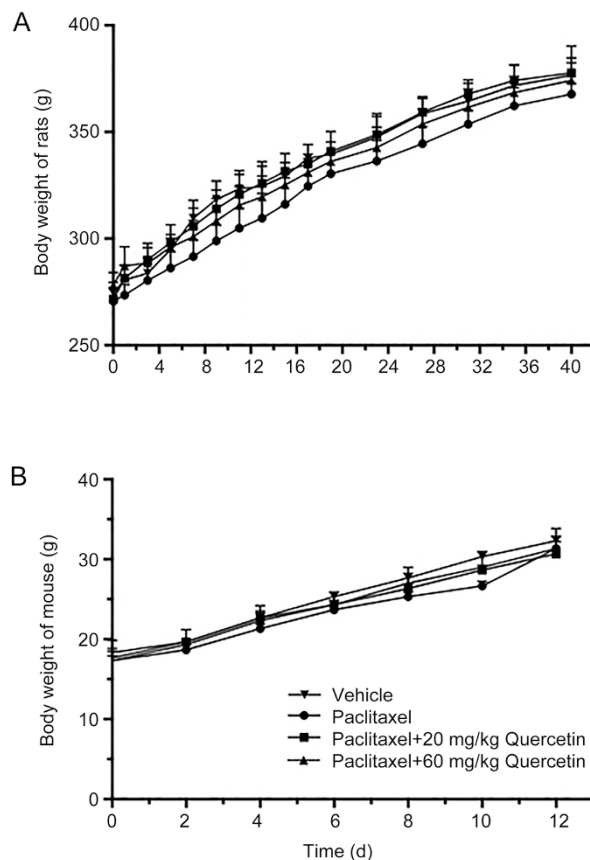 A
400
350
300
250
Body weight of rats (g)
0 4 8 12 16 19 24 28 32 36 40
B
40
30
20
10
0
Body weight of mouse (g)
Vehicle
Paclitaxel
Paclitaxel+20 mg/kg Quercetin
Paclitaxel+60 mg/kg Quercetin
0 2 4 6 8 10 12
Time (d)